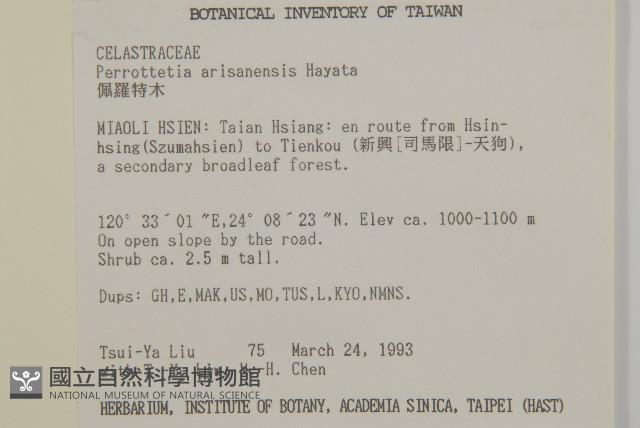 BOTANICAL INVENTORY OF TAIWAN
CELASTRACEAE
Perrottetia arisanensis Hayata
佩羅特木
MIAOLI HSIEN: Taian Hsiang: en route from Hsin-
hsing(Szumahsien) to Tienkou (新興[司馬限]-天狗),
a secondary broadleaf forest.
120° 33´01 ″E,24° 08´23 ″N. Elev ca. 1000-1100 m
On open slope by the road.
Shrub ca. 2.5 m tall.
Dups: GH,E,MAK,US,MO,TUS,L,KYO,NMNS.
Tsui-Ya Liu 75 March 24, 1993
H. Chen
國立自然科學博物館
NATIONAL MUSEUM OF NATURAL SCIENCE
HERBARIUM, INSTITUTE OF BOTANY, ACADEMIA SINICA, TAIPEI (HAST)